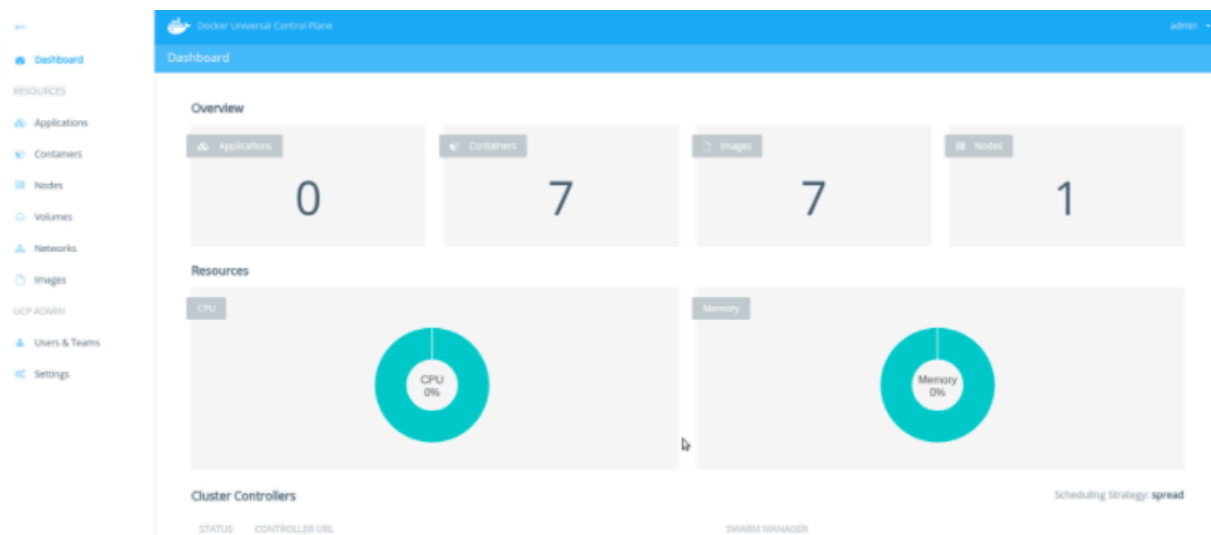 Docker Universal Control Plane
admin
Dashboard
Dashboard
RESOURCES
Applications
Containers
Nodes
Volumes
Networks
Images
UCP ADMIN
Users & Teams
Settings
Overview
Applications
0
Containers
7
Images
7
Nodes
1
Resources
CPU
CPU
0%
Memory
Memory
0%
Cluster Controllers
Scheduling Strategy: spread
STATUS CONTROLLER URL SWARM MANAGER